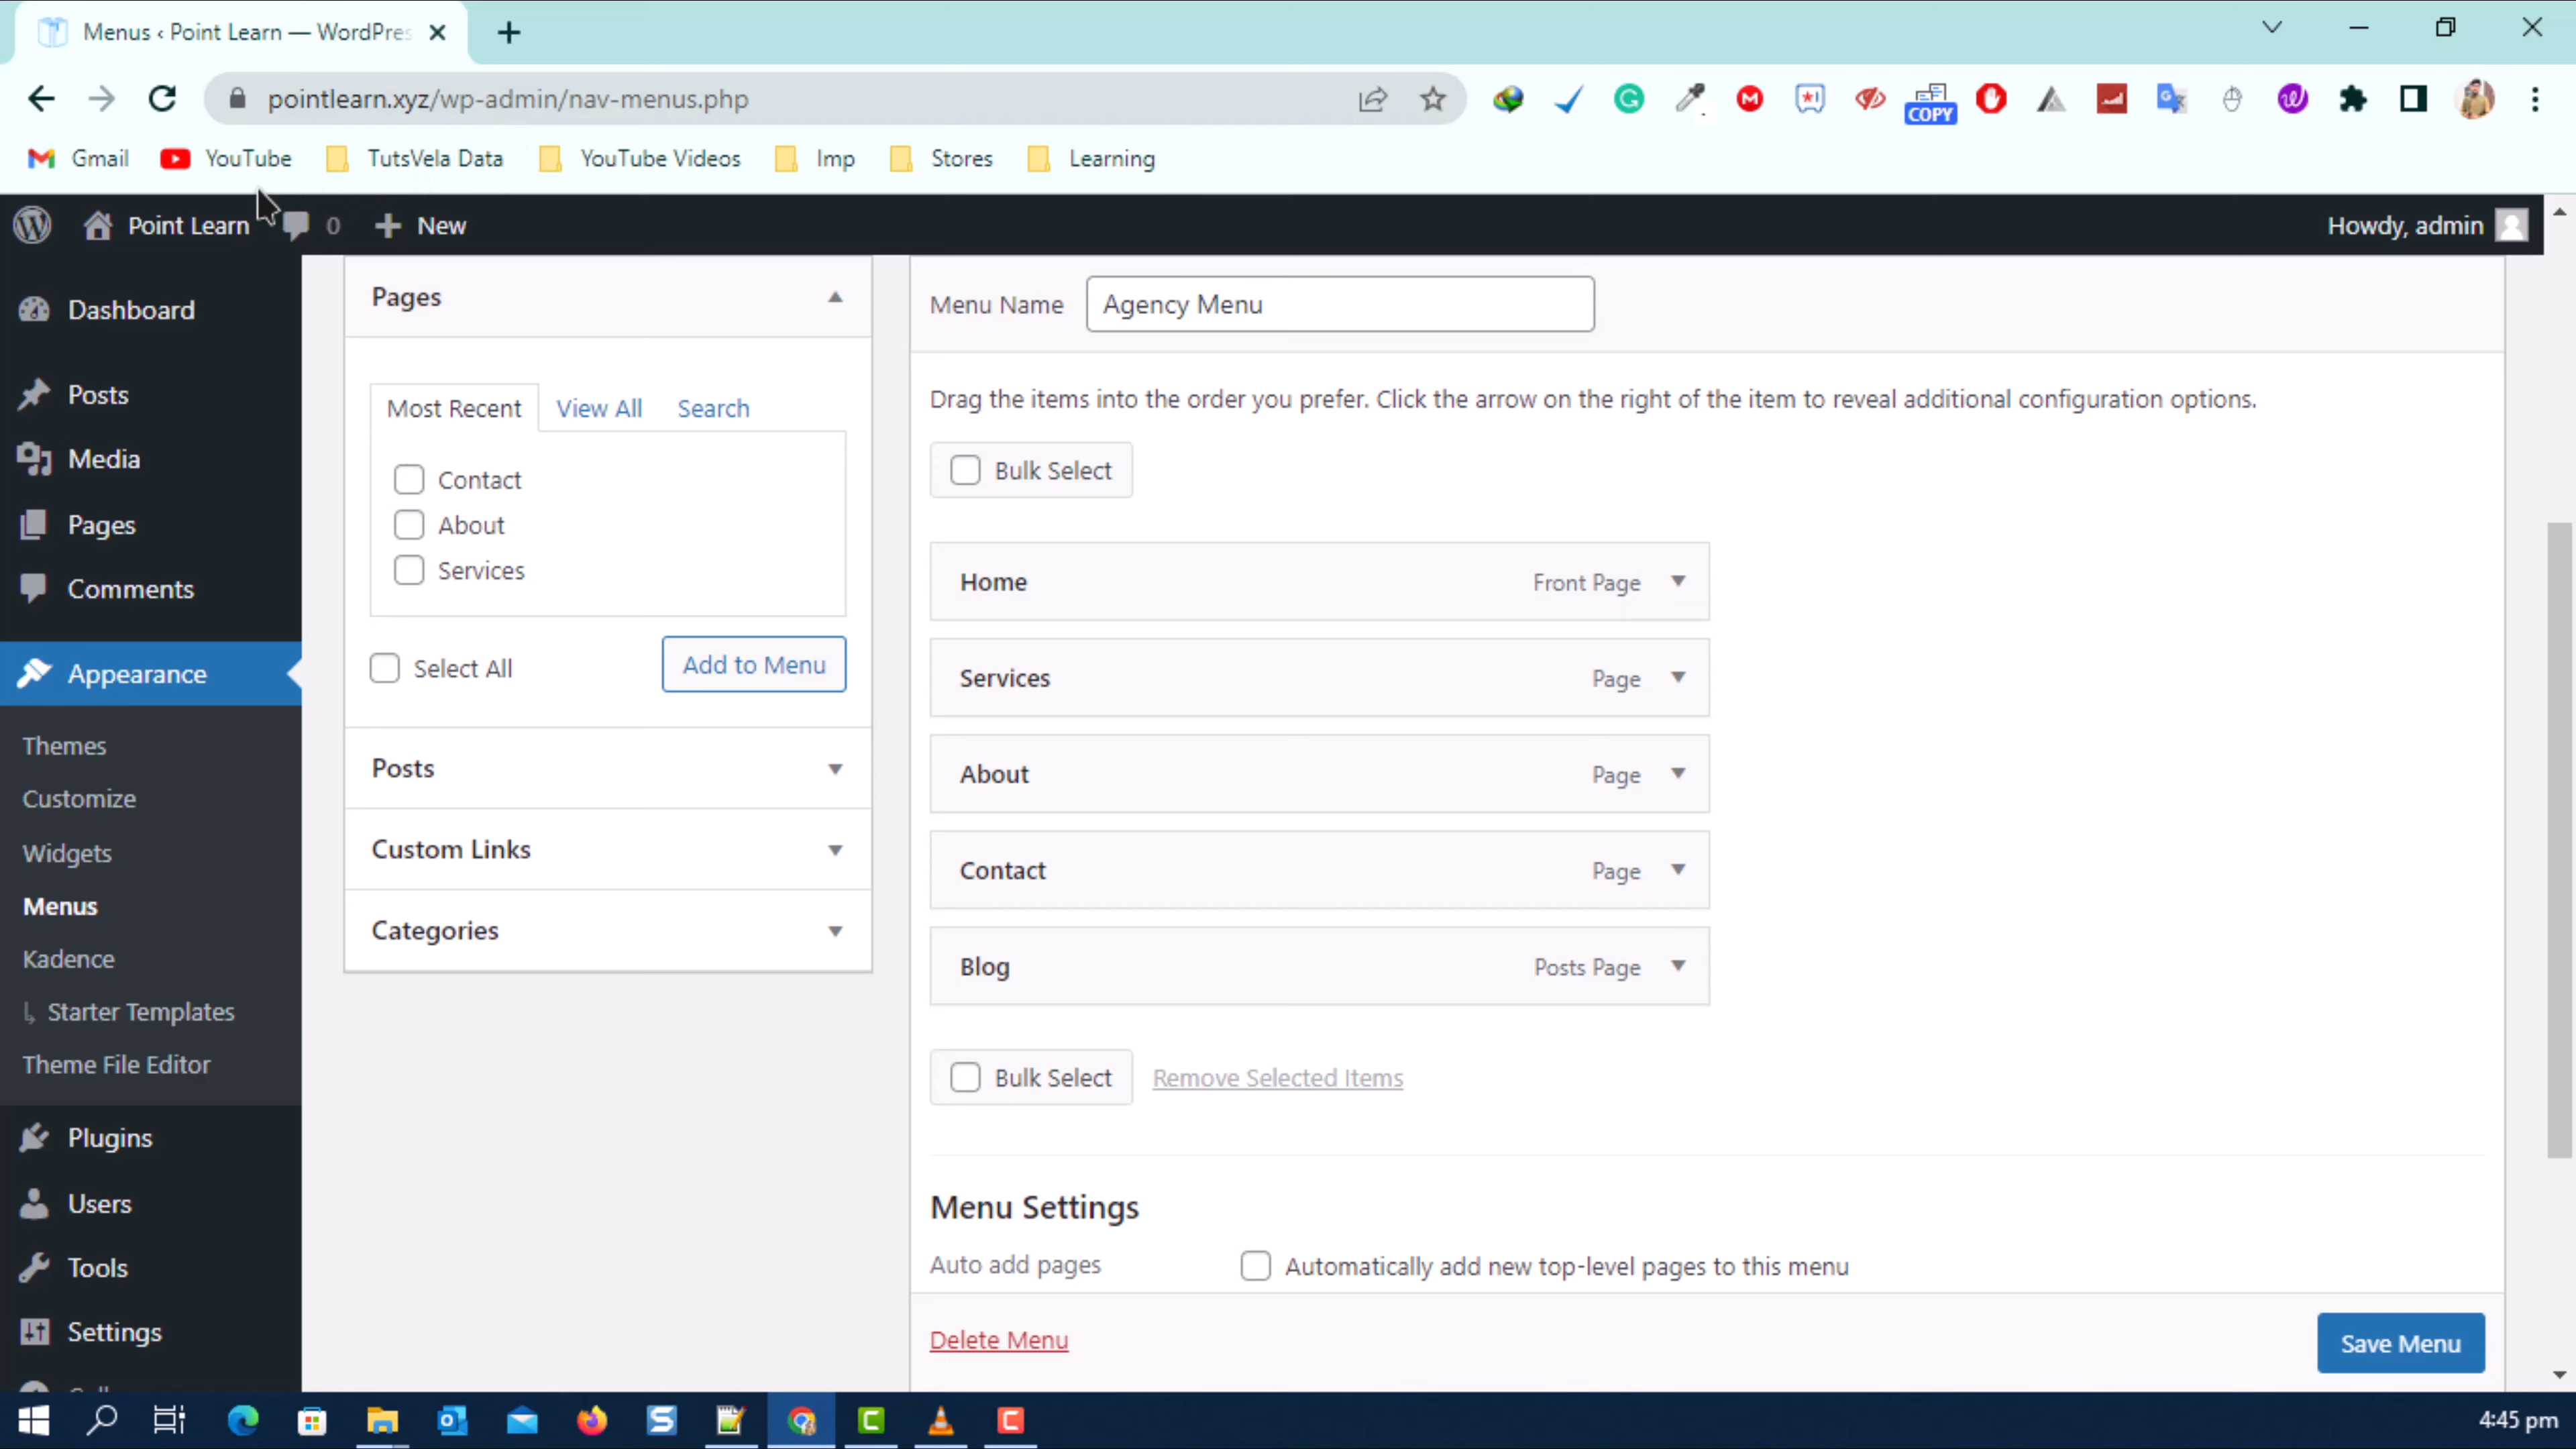 Menus ‹ Point Learn — WordPres
pointlearn.xyz/wp-admin/nav-menus.php
COPY
Gmail YouTube TutsVela Data YouTube Videos Imp Stores Learning
Point Learn 0 New Howdy, admin
Dashboard
Posts
Media
Pages
Comments
Appearance
Themes
Customize
Widgets
Menus
Kadence
Starter Templates
Theme File Editor
Plugins
Users
Tools
Settings
Pages
Most Recent View All Search
Contact
About
Services
Select All Add to Menu
Posts
Custom Links
Categories
Menu Name Agency Menu
Drag the items into the order you prefer. Click the arrow on the right of the item to reveal additional configuration options.
Bulk Select
Home Front Page
Services Page
About Page
Contact Page
Blog Posts Page
Bulk Select Remove Selected Items
Menu Settings
Auto add pages Automatically add new top-level pages to this menu
Delete Menu Save Menu
4:45 pm